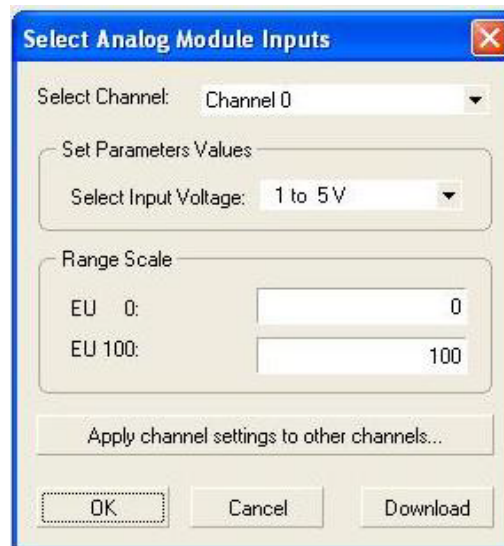 Select Analog Module Inputs
Select Channel: Channel 0
Set Parameters Values
Select Input Voltage: 1 to 5 V
Range Scale
EU 0: 0
EU 100: 100
Apply channel settings to other channels...
OK Cancel Download